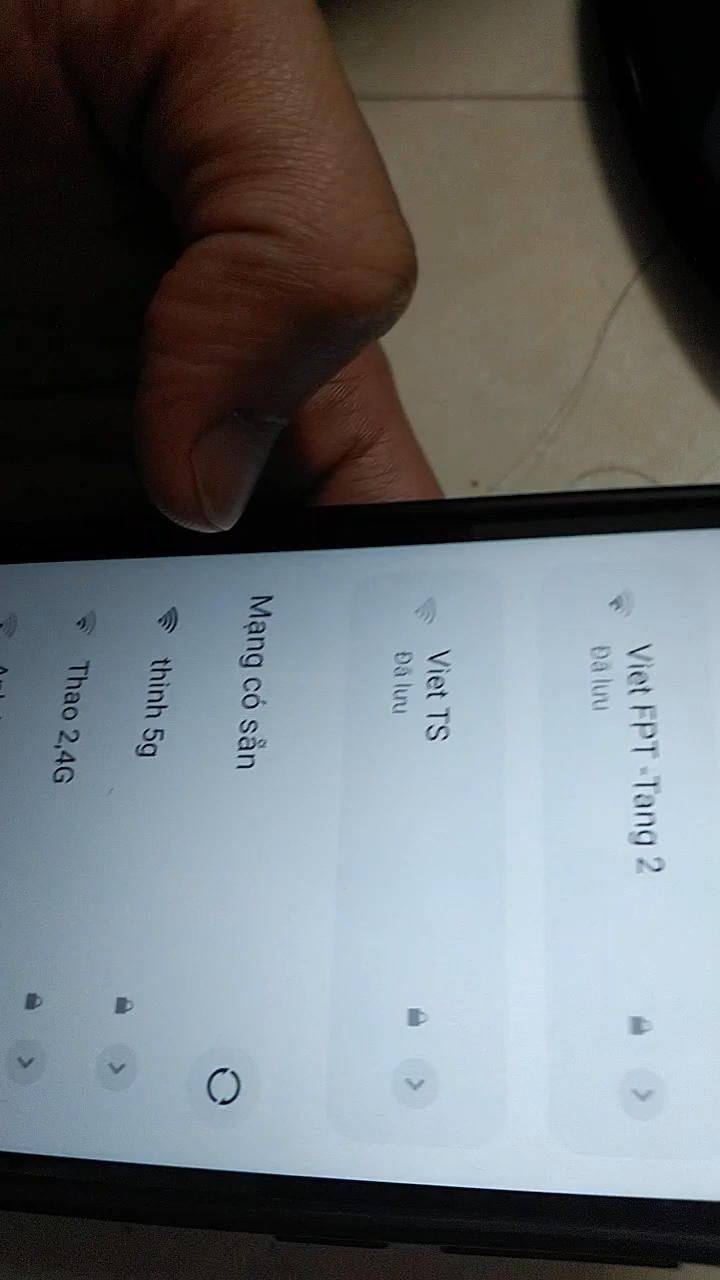 Viet FPT -Tang 2
Đã lưu
Viet TS
Đã lưu
Mạng có sẵn
thinh 5g
Thao 2,4G